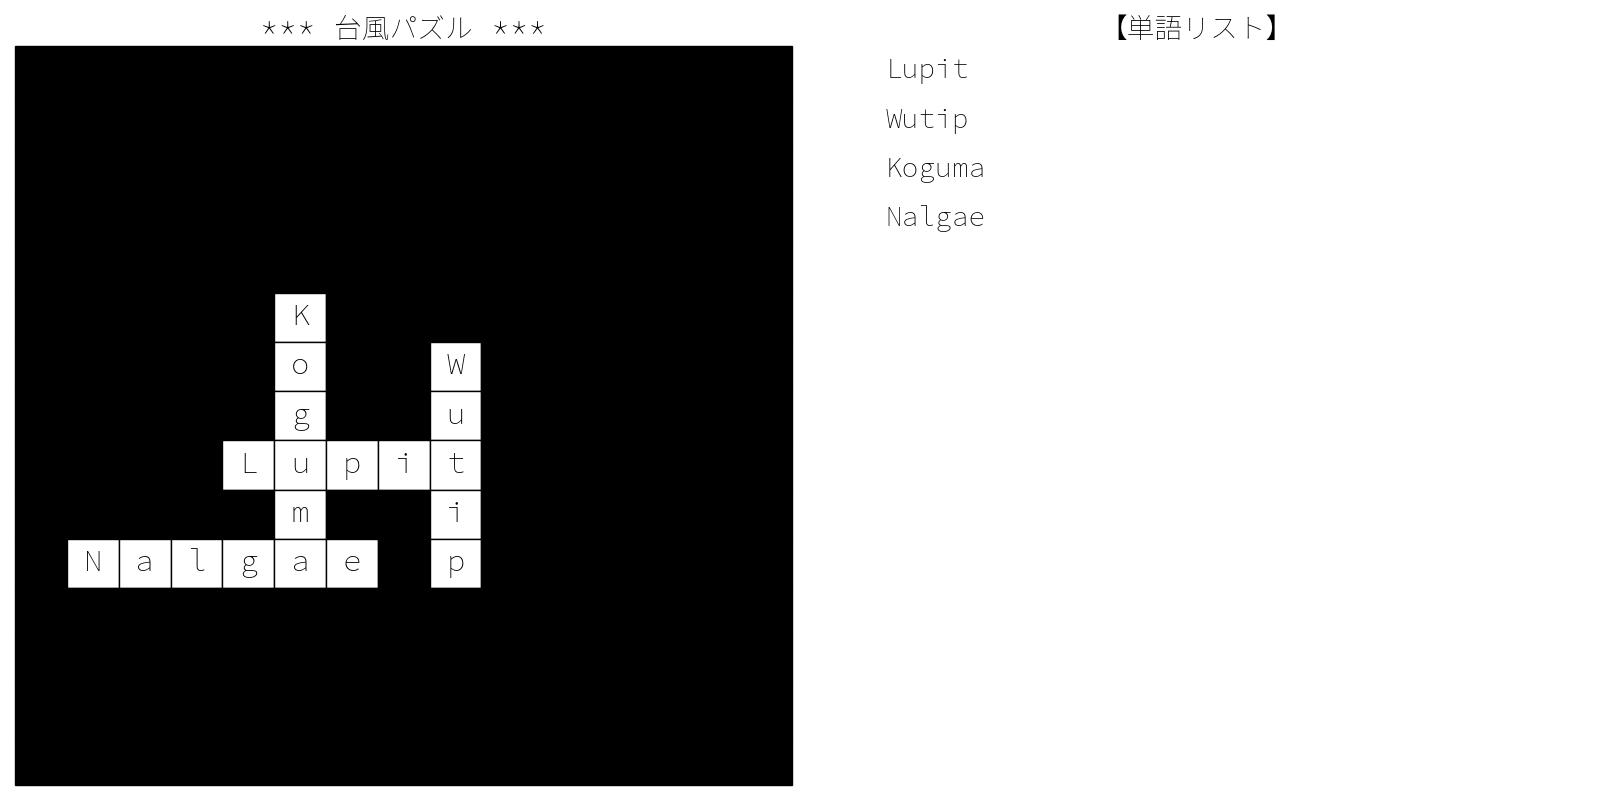 *** 台風パズル ***
K
o W
g u
L u p i t
m i
N a l g a e p
【単語リスト】
Lupit
Wutip
Koguma
Nalgae